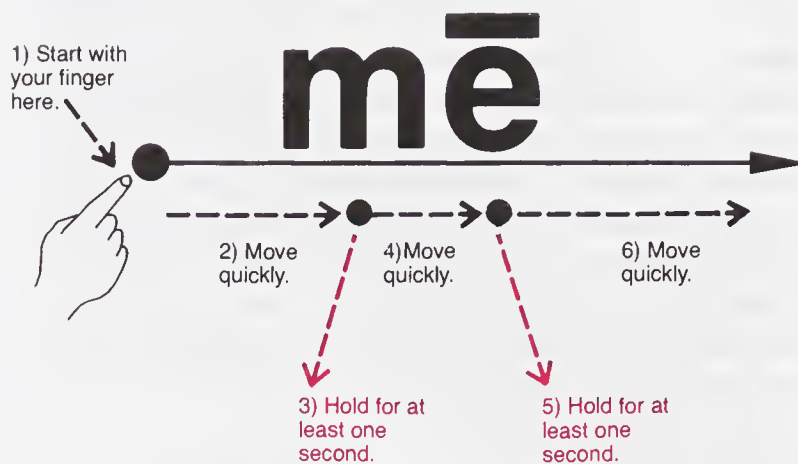 1) Start with
your finger
here.
mē
2) Move
quickly.
4) Move
quickly.
6) Move
quickly.
3) Hold for at
least one
second.
5) Hold for at
least one
second.